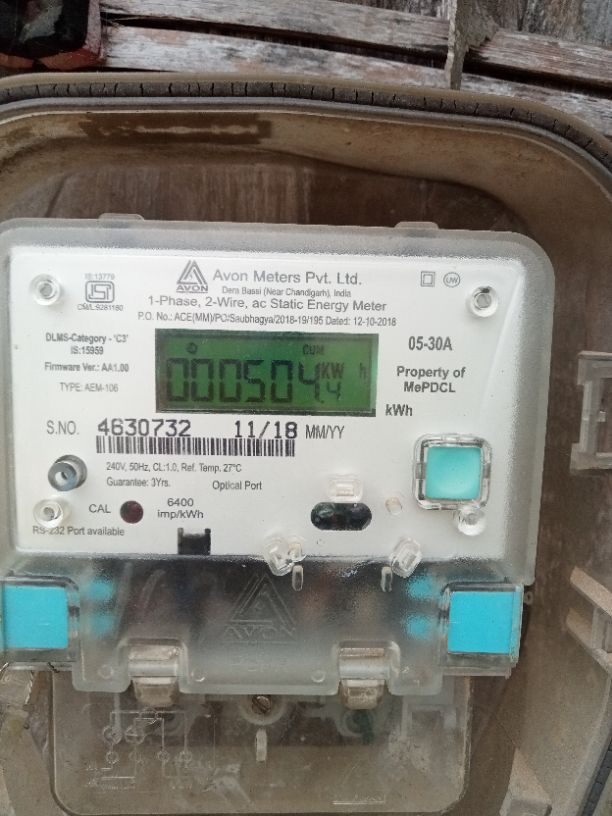 IS:13779
CM/L 9281180
AVON
Avon Meters Pvt. Ltd.
Dera Bassi (Near Chandigarh), India
1-Phase, 2-Wire, ac Static Energy Meter
P.O. No.: ACE(MM)/PO/Saubhagya/2018-19/195 Dated: 12-10-2018
UW
DLMS-Category - 'C3'
IS:15959
Firmware Ver.: AA1.00
TYPE: AEM-106
CUM
000504.4 KW h
05-30A
Property of
MePDCL
kWh
S.NO. 4630732 11/18 MM/YY
240V, 50Hz, CL:1.0, Ref. Temp. 27°C
Guarantee: 3Yrs. Optical Port
CAL 6400
imp/kWh
RS-232 Port available
AVON